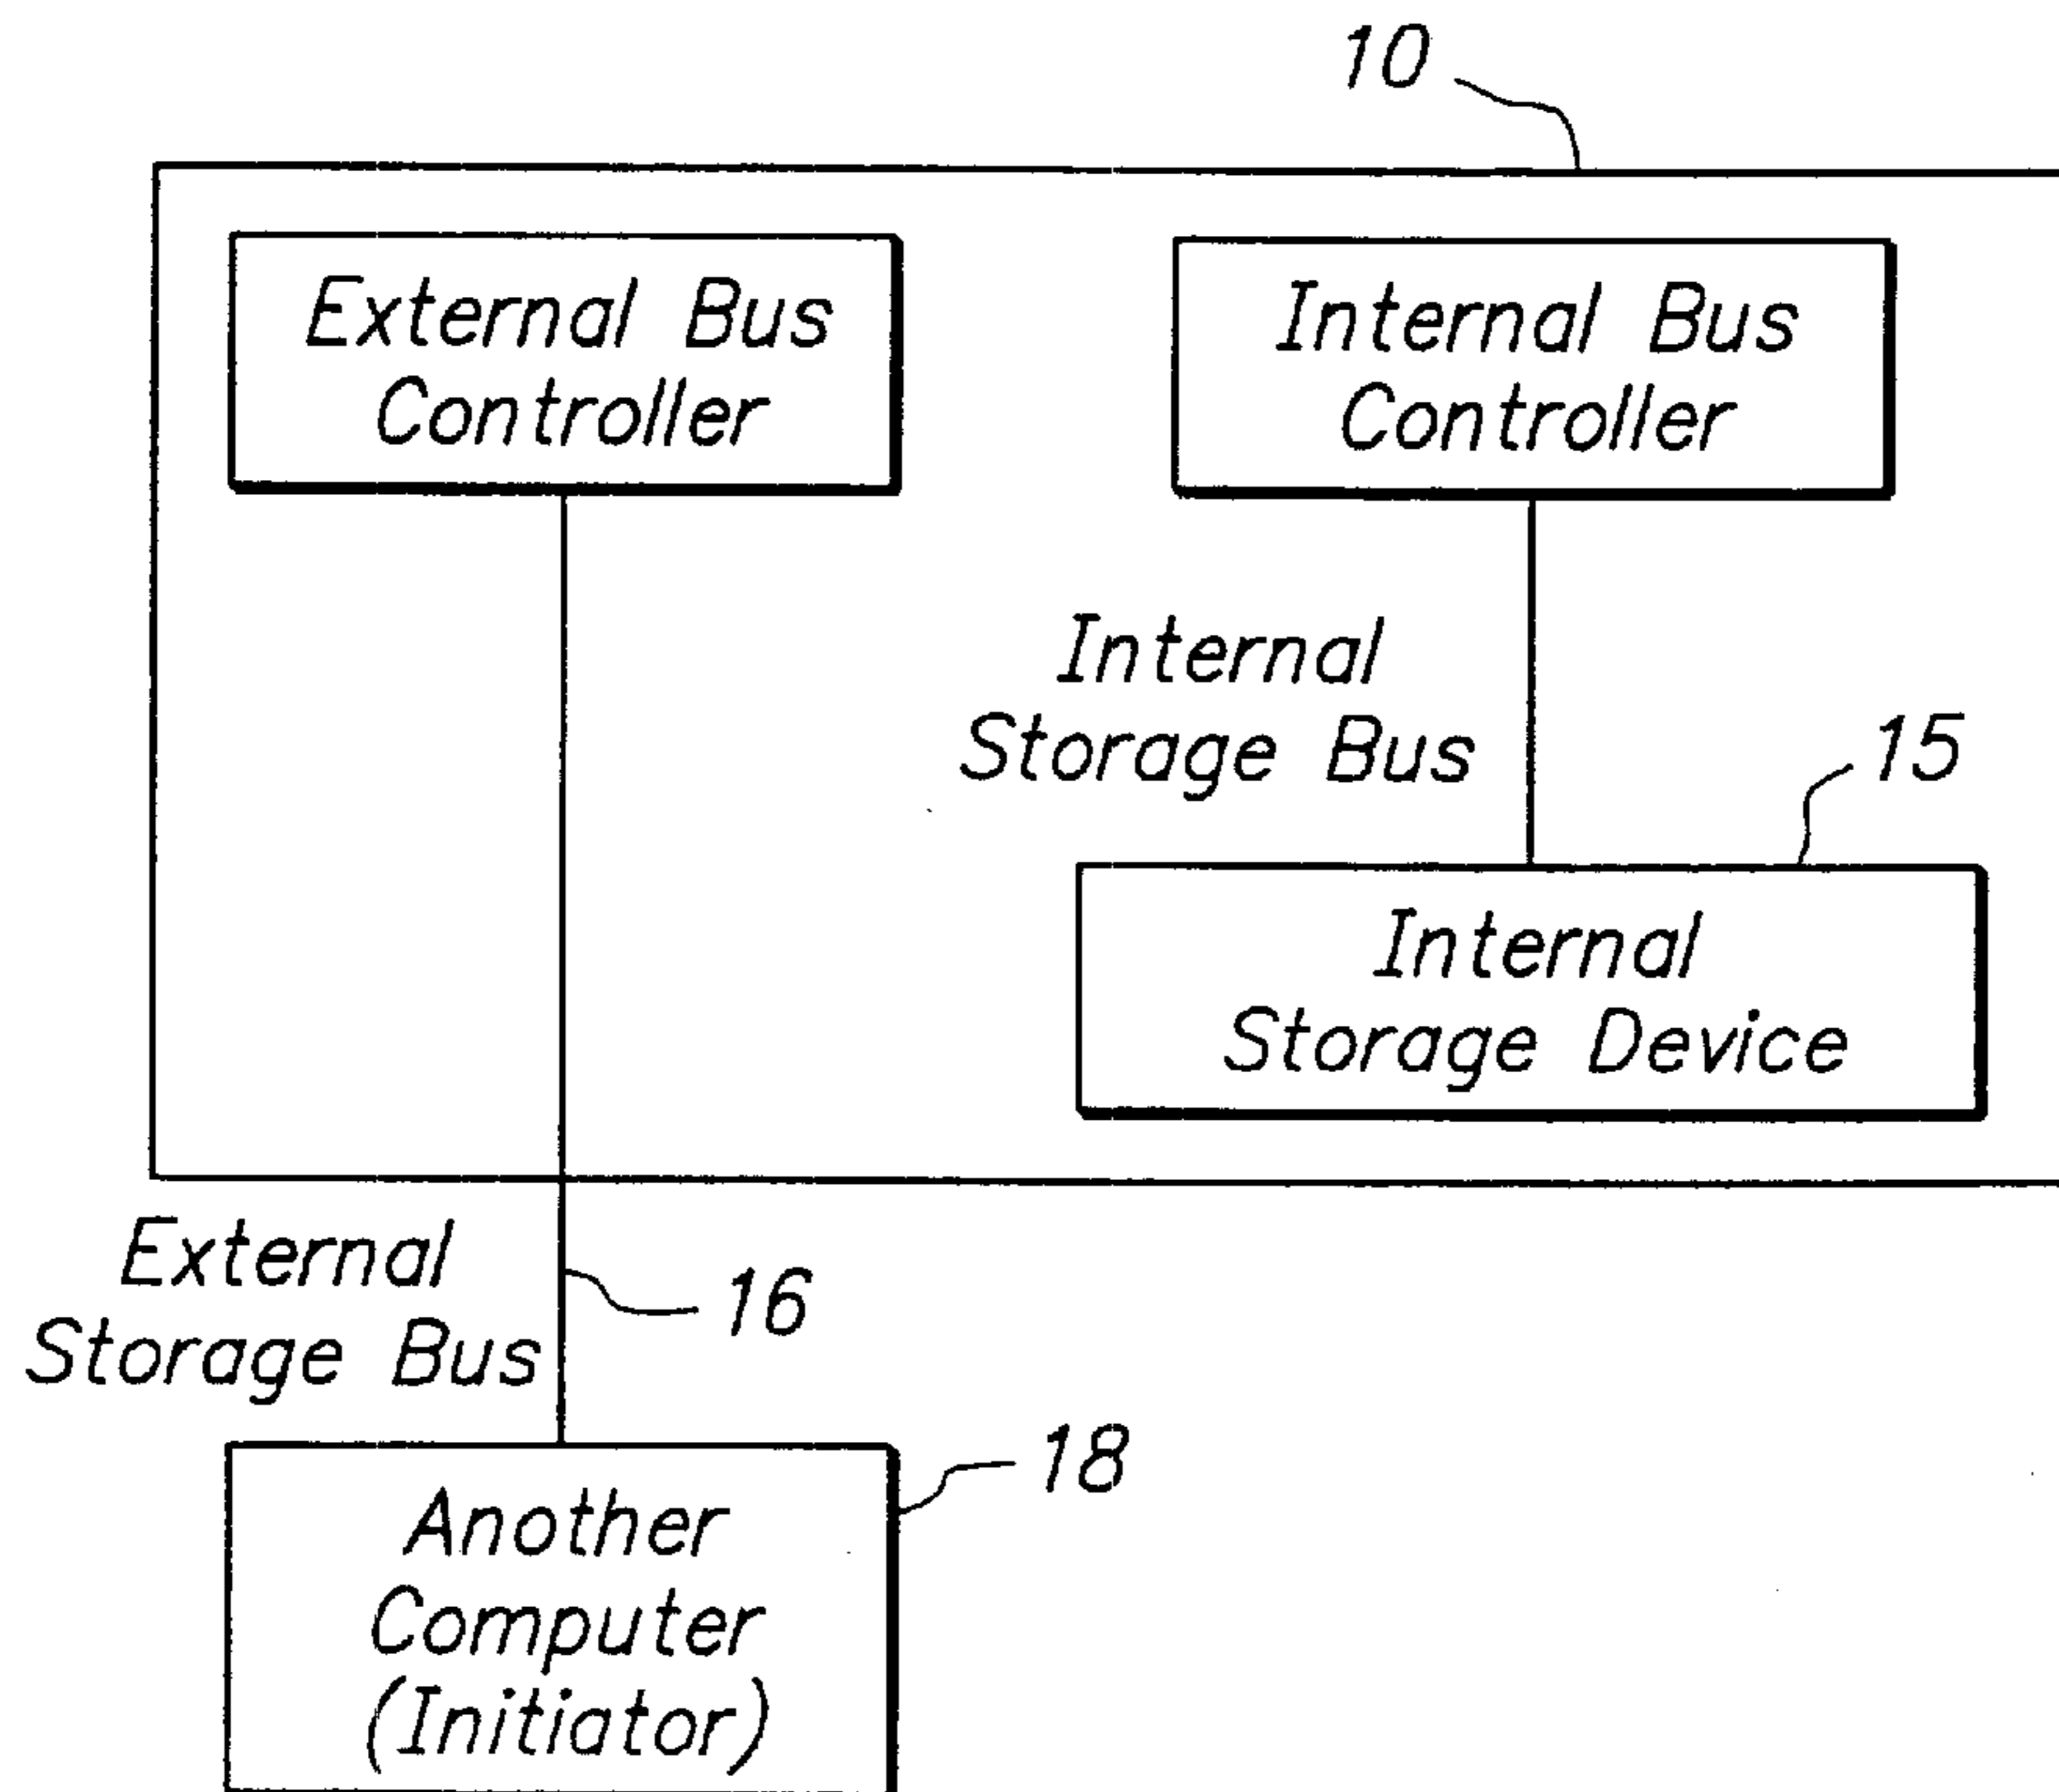 10
External Bus
Controller
Internal Bus
Controller
Internal
Storage Bus
15
Internal
Storage Device
External
Storage Bus
16
18
Another
Computer
(Initiator)